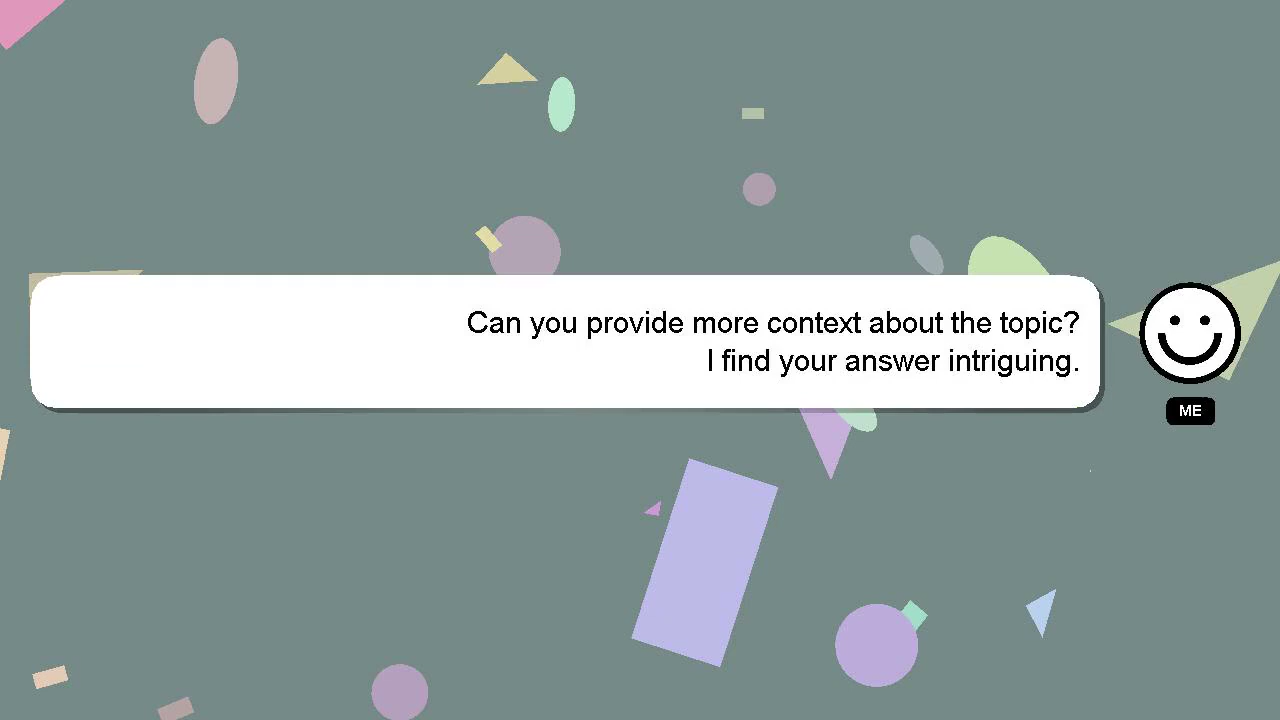 Can you provide more context about the topic?
I find your answer intriguing.
ME